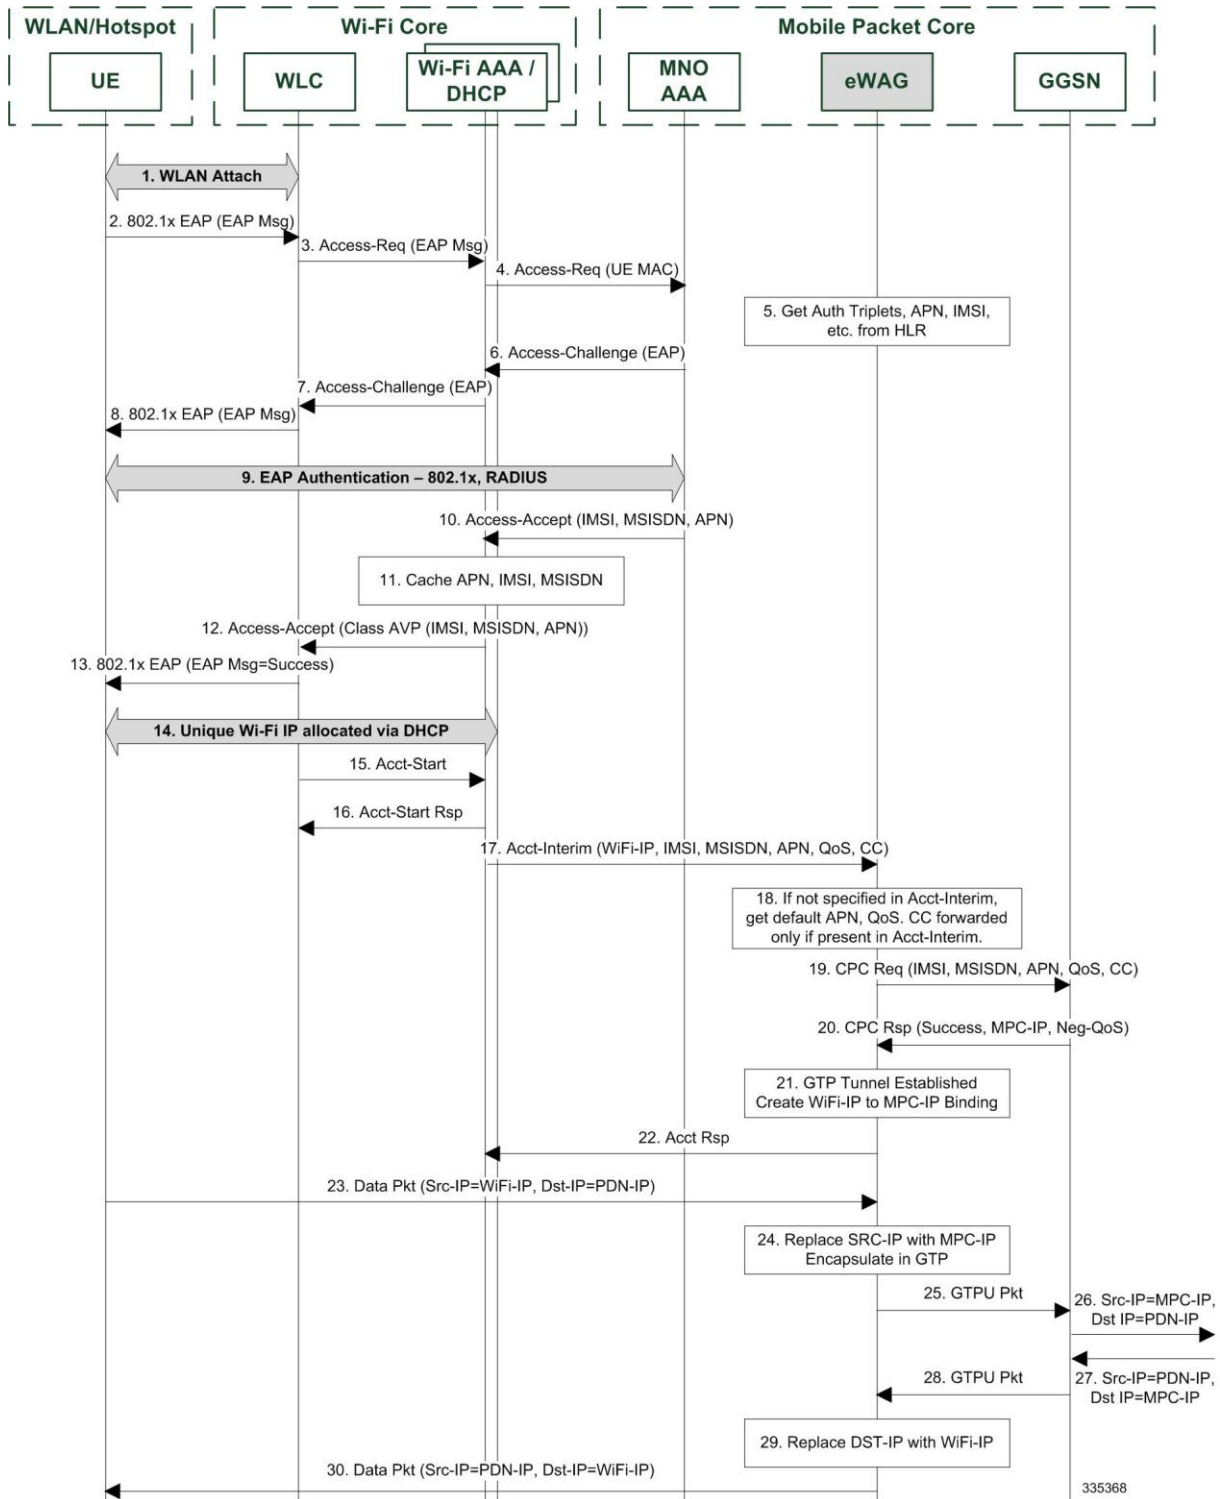 WLAN/Hotspot
Wi-Fi Core
Mobile Packet Core
UE
WLC
Wi-Fi AAA /
DHCP
MNO
AAA
eWAG
GGSN
1. WLAN Attach
2. 802.1x EAP (EAP Msg)
3. Access-Req (EAP Msg)
4. Access-Req (UE MAC)
5. Get Auth Triplets, APN, IMSI,
etc. from HLR
6. Access-Challenge (EAP)
7. Access-Challenge (EAP)
8. 802.1x EAP (EAP Msg)
9. EAP Authentication – 802.1x, RADIUS
10. Access-Accept (IMSI, MSISDN, APN)
11. Cache APN, IMSI, MSISDN
12. Access-Accept (Class AVP (IMSI, MSISDN, APN))
13. 802.1x EAP (EAP Msg=Success)
14. Unique Wi-Fi IP allocated via DHCP
15. Acct-Start
16. Acct-Start Rsp
17. Acct-Interim (WiFi-IP, IMSI, MSISDN, APN, QoS, CC)
18. If not specified in Acct-Interim,
get default APN, QoS. CC forwarded
only if present in Acct-Interim.
19. CPC Req (IMSI, MSISDN, APN, QoS, CC)
20. CPC Rsp (Success, MPC-IP, Neg-QoS)
21. GTP Tunnel Established
Create WiFi-IP to MPC-IP Binding
22. Acct Rsp
23. Data Pkt (Src-IP=WiFi-IP, Dst-IP=PDN-IP)
24. Replace SRC-IP with MPC-IP
Encapsulate in GTP
25. GTPU Pkt
26. Src-IP=MPC-IP,
Dst IP=PDN-IP
28. GTPU Pkt
27. Src-IP=PDN-IP,
Dst IP=MPC-IP
29. Replace DST-IP with WiFi-IP
30. Data Pkt (Src-IP=PDN-IP, Dst-IP=WiFi-IP)
335368